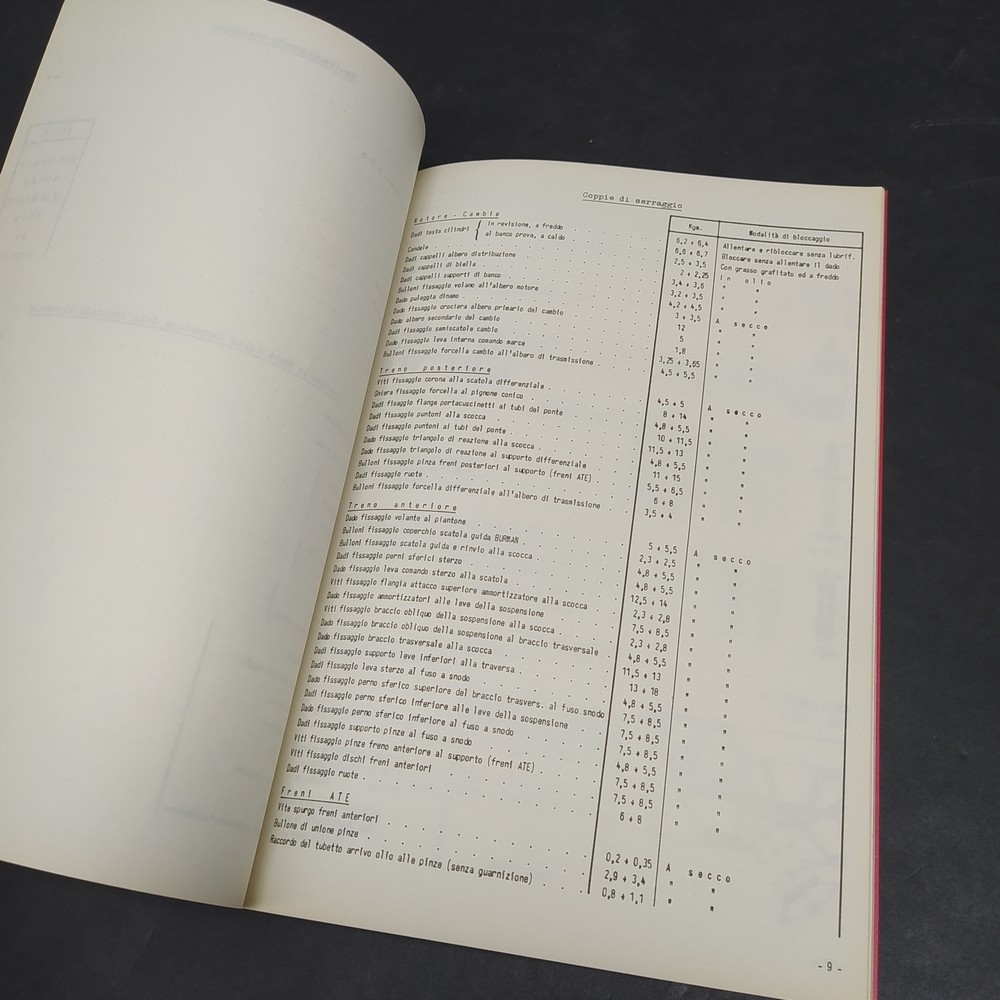 Coppie di serraggio
Kgm. Modalità di bloccaggio
Motore - Cambio
Dadi testa cilindri { in revisione, a freddo 6,2 ÷ 6,4 Allentare e ribloccare senza lubrif.
al banco prova, a caldo 6,6 ÷ 6,7 Bloccare senza allentare il dado
Candele 2,5 ÷ 3,5 Con grasso grafitato ed a freddo
Dadi cappelli albero distribuzione 2 ÷ 2,25 In olio
Dadi cappelli di biella 3,4 ÷ 3,6 " "
Dadi cappelli supporti di banco 3,2 ÷ 3,5 " "
Bulloni fissaggio volano all'albero motore 4,2 ÷ 4,5 " "
Dado puleggia dinamo 3 ÷ 3,5 A secco
Dado fissaggio crociera albero primario del cambio 12 " "
Dado albero secondario del cambio 5 " "
Dadi fissaggio semiscatole cambio 1,8 " "
Dado fissaggio leva interna comando marce 3,25 ÷ 3,65 " "
Bulloni fissaggio forcella cambio all'albero di trasmissione 4,5 ÷ 5,5 " "
Treno posteriore
Viti fissaggio corona alla scatola differenziale 4,5 ÷ 5 A secco
Ghiera fissaggio forcella al pignone conico 8 ÷ 14 " "
Dadi fisaggio flange portacuscinetti ai tubi del ponte 4,8 ÷ 5,5 " "
Dadi fissaggio puntoni alla scocca 10 ÷ 11,5 " "
Dadi fissaggio puntoni ai tubi del ponte 11,5 ÷ 13 " "
Dado fissaggio triangolo di reazione alla scocca 4,8 ÷ 5,5 " "
Dado fissaggio triangolo di reazione al supporto differenziale 11 ÷ 15 " "
Bulloni fissaggio pinza freni posteriori al supporto (freni ATE) 5,5 ÷ 6,5 " "
Dadi fissaggio ruote 6 ÷ 8 " "
Bulloni fissaggio forcella differenziale all'albero di trasmissione 3,5 ÷ 4 " "
Treno anteriore
Dado fissaggio volante al piantone 5 ÷ 5,5 A secco
Bulloni fissaggio coperchio scatola guida BURMAN 2,3 ÷ 2,5 " "
Bulloni fissaggio scatola guida e rinvio alla scocca 4,8 ÷ 5,5 " "
Dadi fissaggio perni sferici sterzo 4,8 ÷ 5,5 " "
Dado fissaggio leva comando sterzo alla scatola 12,5 ÷ 14 " "
Viti fissaggio flangia attacco superiore ammortizzatore alla scocca 2,3 ÷ 2,8 " "
Dado fissaggio ammortizzatori alle leve della sospensione 7,5 ÷ 8,5 " "
Viti fissaggio braccio obliquo della sospensione alla scocca 2,3 ÷ 2,8 " "
Dado fissaggio braccio obliquo della sospensione al braccio trasversale 4,8 ÷ 5,5 " "
Dado fissaggio braccio trasversale alla scocca 11,5 ÷ 13 " "
Dado fissaggio supporto leve inferiori alla traversa 13 ÷ 18 " "
Dadi fissaggio leva sterzo al fuso a snodo 4,8 ÷ 5,5 " "
Dado fissaggio perno sferico superiore del braccio trasvers. al fuso snodo 7,5 ÷ 8,5 " "
Dadi fissaggio perno sferico inferiore alle leve della sospensione 7,5 ÷ 8,5 " "
Dado fissaggio perno sferico inferiore al fuso a snodo 7,5 ÷ 8,5 " "
Dadi fissaggio supporto pinze al fuso a snodo 4,8 ÷ 5,5 " "
Viti fissaggio pinze freno anteriore al supporto (freni ATE) 7,5 ÷ 8,5 " "
Viti fissaggio dischi freni anteriori 7,5 ÷ 8,5 " "
Dadi fissaggio ruote 6 ÷ 8 " "
Freni ATE
Vite spurgo freni anteriori 0,2 ÷ 0,35 A secco
Bullone di unione pinze 2,9 ÷ 3,4 " "
Raccordo del tubetto arrivo olio alle pinze (senza guarnizione) 0,8 ÷ 1,1 " "
- 9 -